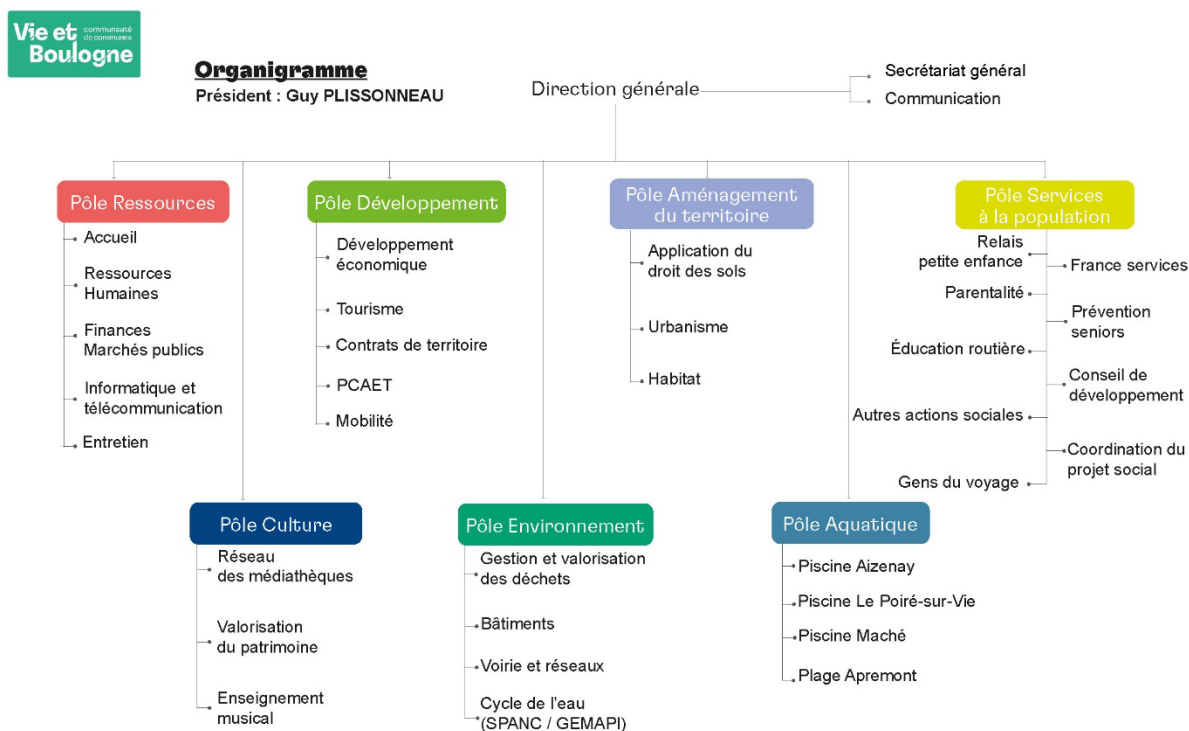 Vie et
Boulogne
communauté
de communes
Organigramme
Président : Guy PLISSONNEAU
Direction générale
Secrétariat général
Communication
Pôle Ressources
Accueil
Ressources
Humaines
Finances
Marchés publics
Informatique et
télécommunication
Entretien
Pôle Développement
Développement
économique
Tourisme
Contrats de territoire
PCAET
Mobilité
Pôle Aménagement
du territoire
Application du
droit des sols
Urbanisme
Habitat
Pôle Services
à la population
Relais
petite enfance
France services
Parentalité
Prévention
seniors
Éducation routière
Conseil de
développement
Autres actions sociales
Coordination du
projet social
Gens du voyage
Pôle Culture
Réseau
des médiathèques
Valorisation
du patrimoine
Enseignement
musical
Pôle Environnement
Gestion et valorisation
des déchets
Bâtiments
Voirie et réseaux
Cycle de l'eau
(SPANC / GEMAPI)
Pôle Aquatique
Piscine Aizenay
Piscine Le Poiré-sur-Vie
Piscine Maché
Plage Apremont